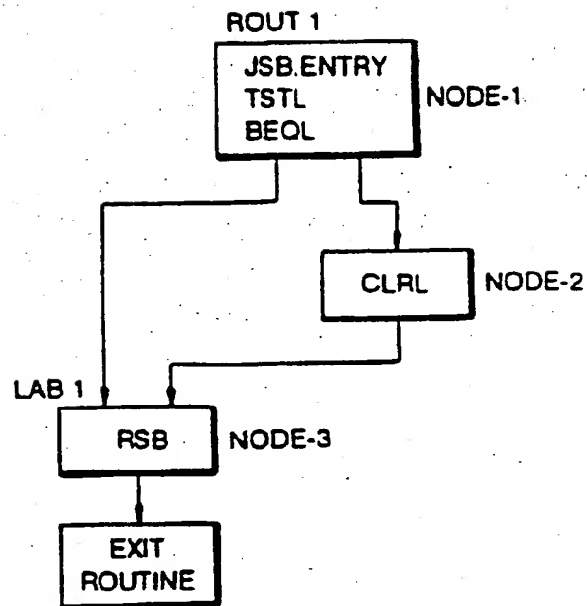 ROUT 1
JSB.ENTRY
TSTL
BEQL
NODE-1
CLRL
NODE-2
LAB 1
RSB
NODE-3
EXIT
ROUTINE